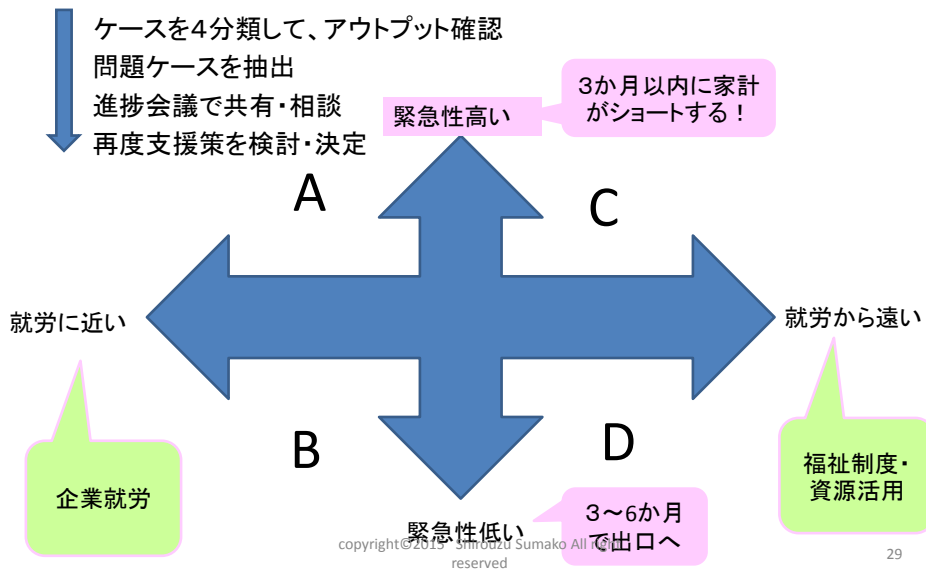 ケースを４分類して、アウトプット確認
問題ケースを抽出
進捗会議で共有・相談
再度支援策を検討・決定
緊急性高い
３か月以内に家計
がショートする！
A
C
就労に近い
就労から遠い
B
D
企業就労
福祉制度・
資源活用
緊急性低い
３～6か月
で出口へ
copyright©2015 Shirouzu Sumako All right
reserved
29